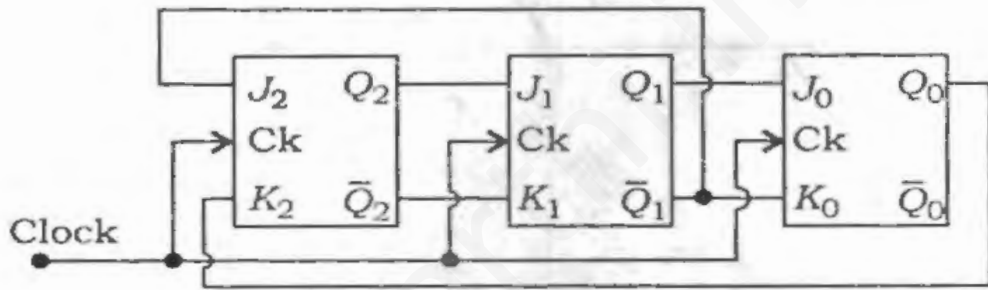 J₂ Q₂ J₁ Q₁ J₀ Q₀
Ck Ck Ck
K₂ Q̅₂ K₁ Q̅₁ K₀ Q̅₀
Clock